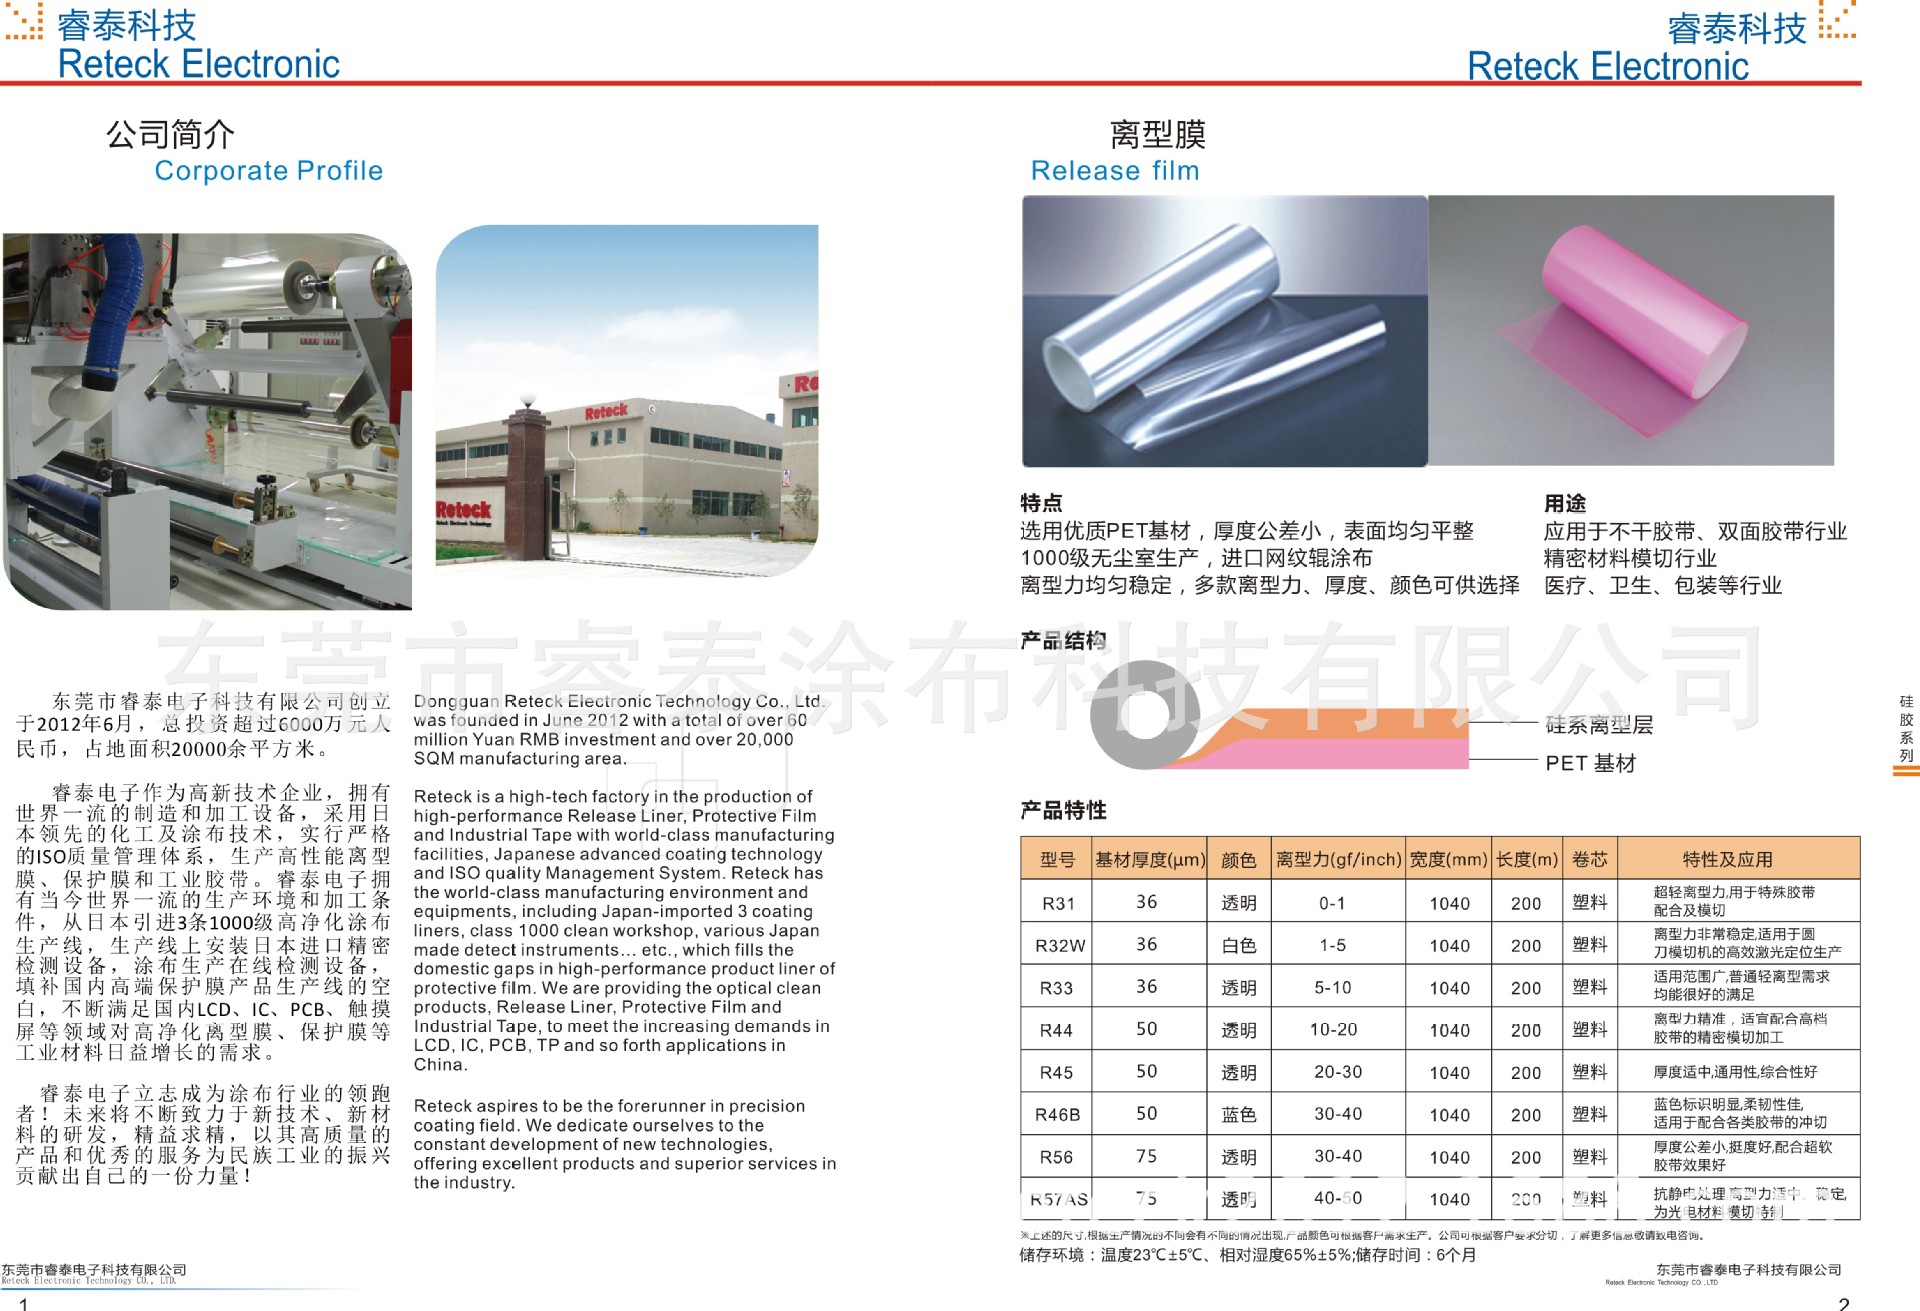 睿泰科技
Reteck Electronic
睿泰科技
Reteck Electronic
公司简介
Corporate Profile
Reteck
Re
Reteck
东莞市睿泰涂布科技有限公司
东莞市睿泰电子科技有限公司创立
于2012年6月，总投资超过6000万元人
民币，占地面积20000余平方米。
睿泰电子作为高新技术企业，拥有
世界一流的制造和加工设备，采用日
本领先的化工及涂布技术，实行严格
的ISO质量管理体系，生产高性能离型
膜、保护膜和工业胶带。睿泰电子拥
有当今世界一流的生产环境和加工条
件，从日本引进3条1000级高净化涂布
生产线，生产线上安装日本进口精密
检测设备，涂布生产在线检测设备，
填补国内高端保护膜产品生产线的空
白，不断满足国内LCD、IC、PCB、触摸
屏等领域对高净化离型膜、保护膜等
工业材料日益增长的需求。
睿泰电子立志成为涂布行业的领跑
者！未来将不断致力于新技术、新材
料的研发，精益求精，以其高质量的
产品和优秀的服务为民族工业的振兴
贡献出自己的一份力量！
Dongguan Reteck Electronic Technology Co., Ltd.
was founded in June 2012 with a total of over 60
million Yuan RMB investment and over 20,000
SQM manufacturing area.
Reteck is a high-tech factory in the production of
high-performance Release Liner, Protective Film
and Industrial Tape with world-class manufacturing
facilities, Japanese advanced coating technology
and ISO quality Management System. Reteck has
the world-class manufacturing environment and
equipments, including Japan-imported 3 coating
liners, class 1000 clean workshop, various Japan
made detect instruments... etc., which fills the
domestic gaps in high-performance product liner of
protective film. We are providing the optical clean
products, Release Liner, Protective Film and
Industrial Tape, to meet the increasing demands in
LCD, IC, PCB, TP and so forth applications in
China.
Reteck aspires to be the forerunner in precision
coating field. We dedicate ourselves to the
constant development of new technologies,
offering excellent products and superior services in
the industry.
东莞市睿泰电子科技有限公司
Reteck Electronic Technology CO., LTD.
1
离型膜
Release film
特点
选用优质PET基材，厚度公差小，表面均匀平整
1000级无尘室生产，进口网纹辊涂布
离型力均匀稳定，多款离型力、厚度、颜色可供选择
用途
应用于不干胶带、双面胶带行业
精密材料模切行业
医疗、卫生、包装等行业
产品结构
硅系离型层
PET 基材
硅胶系列
产品特性
型号 基材厚度(μm) 颜色 离型力(gf/inch) 宽度(mm) 长度(m) 卷芯 特性及应用
R31 36 透明 0-1 1040 200 塑料 超轻离型力,用于特殊胶带
配合及模切
R32W 36 白色 1-5 1040 200 塑料 离型力非常稳定,适用于圆
刀模切机的高效激光定位生产
R33 36 透明 5-10 1040 200 塑料 适用范围广,普通轻离型需求
均能很好的满足
R44 50 透明 10-20 1040 200 塑料 离型力精准，适宜配合高档
胶带的精密模切加工
R45 50 透明 20-30 1040 200 塑料 厚度适中,通用性,综合性好
R46B 50 蓝色 30-40 1040 200 塑料 蓝色标识明显,柔韧性佳,
适用于配合各类胶带的冲切
R56 75 透明 30-40 1040 200 塑料 厚度公差小,挺度好,配合超软
胶带效果好
R57AS 75 透明 40-50 1040 200 塑料 抗静电处理,离型力适中、稳定,
为光电材料模切特制
※上述的尺寸,根据生产情况的不同会有不同的情况出现,产品颜色可根据客户需求生产。公司可根据客户要求分切，了解更多信息敬请致电咨询。
储存环境：温度23℃±5℃、相对湿度65%±5%;储存时间：6个月
东莞市睿泰电子科技有限公司
Reteck Electronic Technology CO.,LTD
2